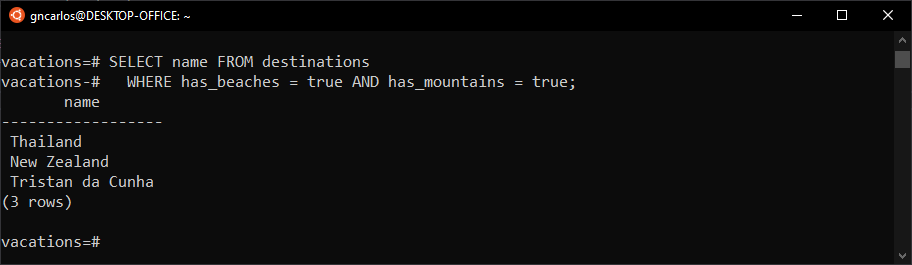 gncarlos@DESKTOP-OFFICE: ~
vacations=# SELECT name FROM destinations
vacations-#   WHERE has_beaches = true AND has_mountains = true;
       name
------------------
 Thailand
 New Zealand
 Tristan da Cunha
(3 rows)
vacations=#